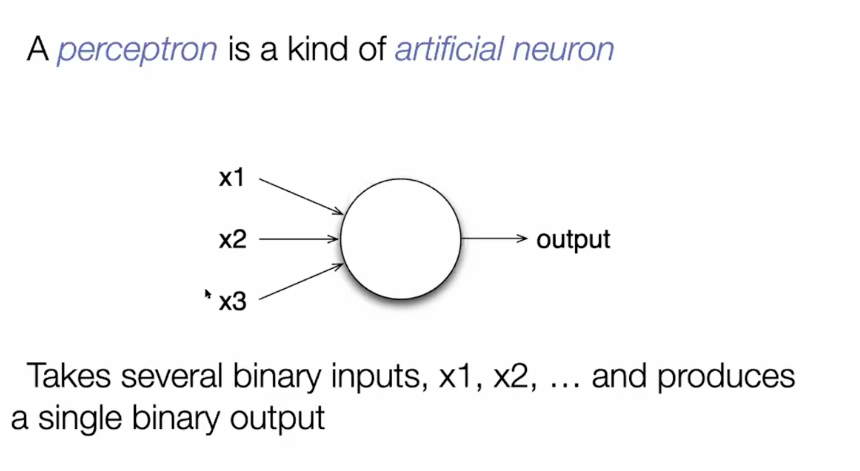 A perceptron is a kind of artificial neuron
x1
x2
output
x3
Takes several binary inputs, x1, x2, … and produces
a single binary output